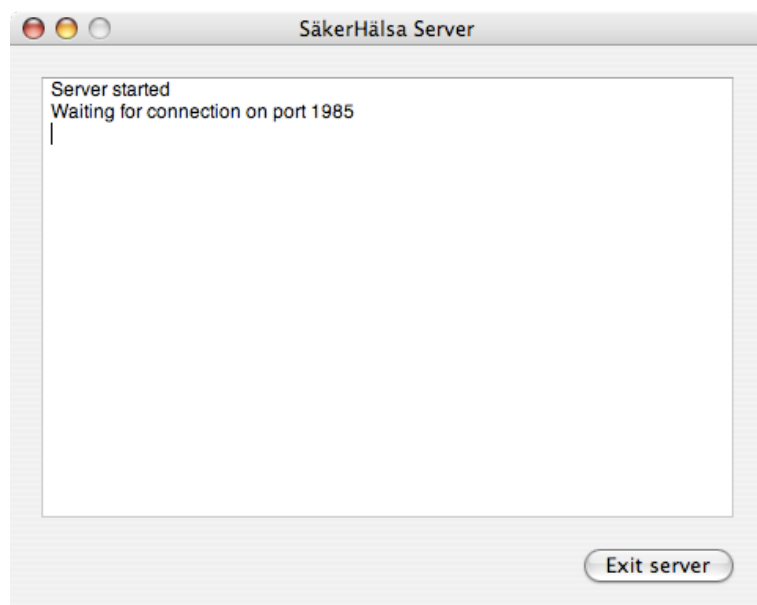 SäkerHälsa Server
Server started
Waiting for connection on port 1985
Exit server